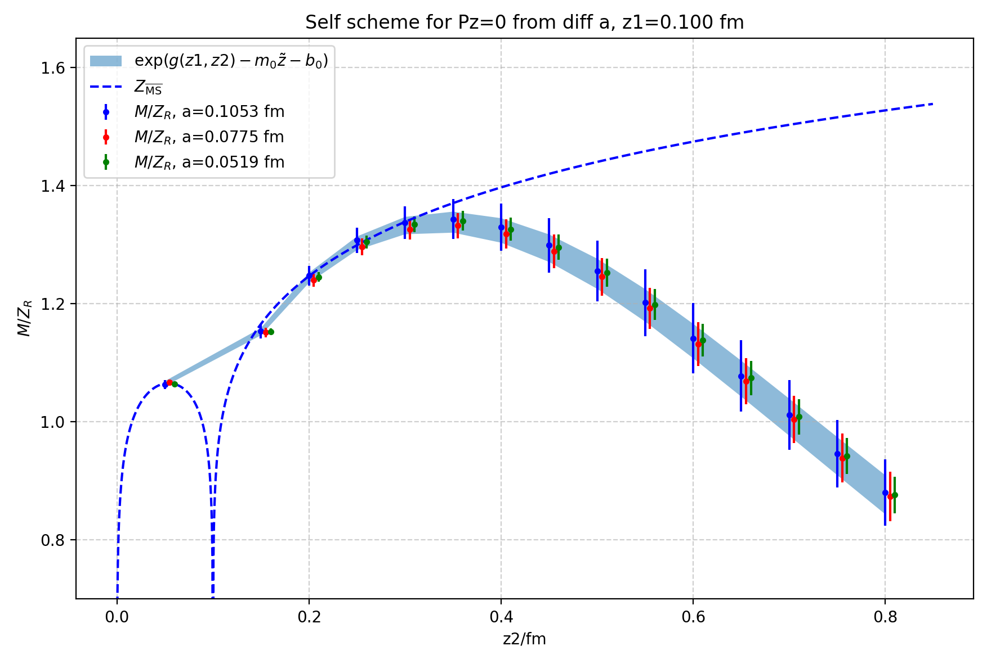 Self scheme for Pz=0 from diff a, z1=0.100 fm
exp(g(z1, z2) − m₀z̃ − b₀)
Z_M̅S̅
M/Z_R, a=0.1053 fm
M/Z_R, a=0.0775 fm
M/Z_R, a=0.0519 fm
M/Z_R
1.6
1.4
1.2
1.0
0.8
0.0 0.2 0.4 0.6 0.8
z2/fm